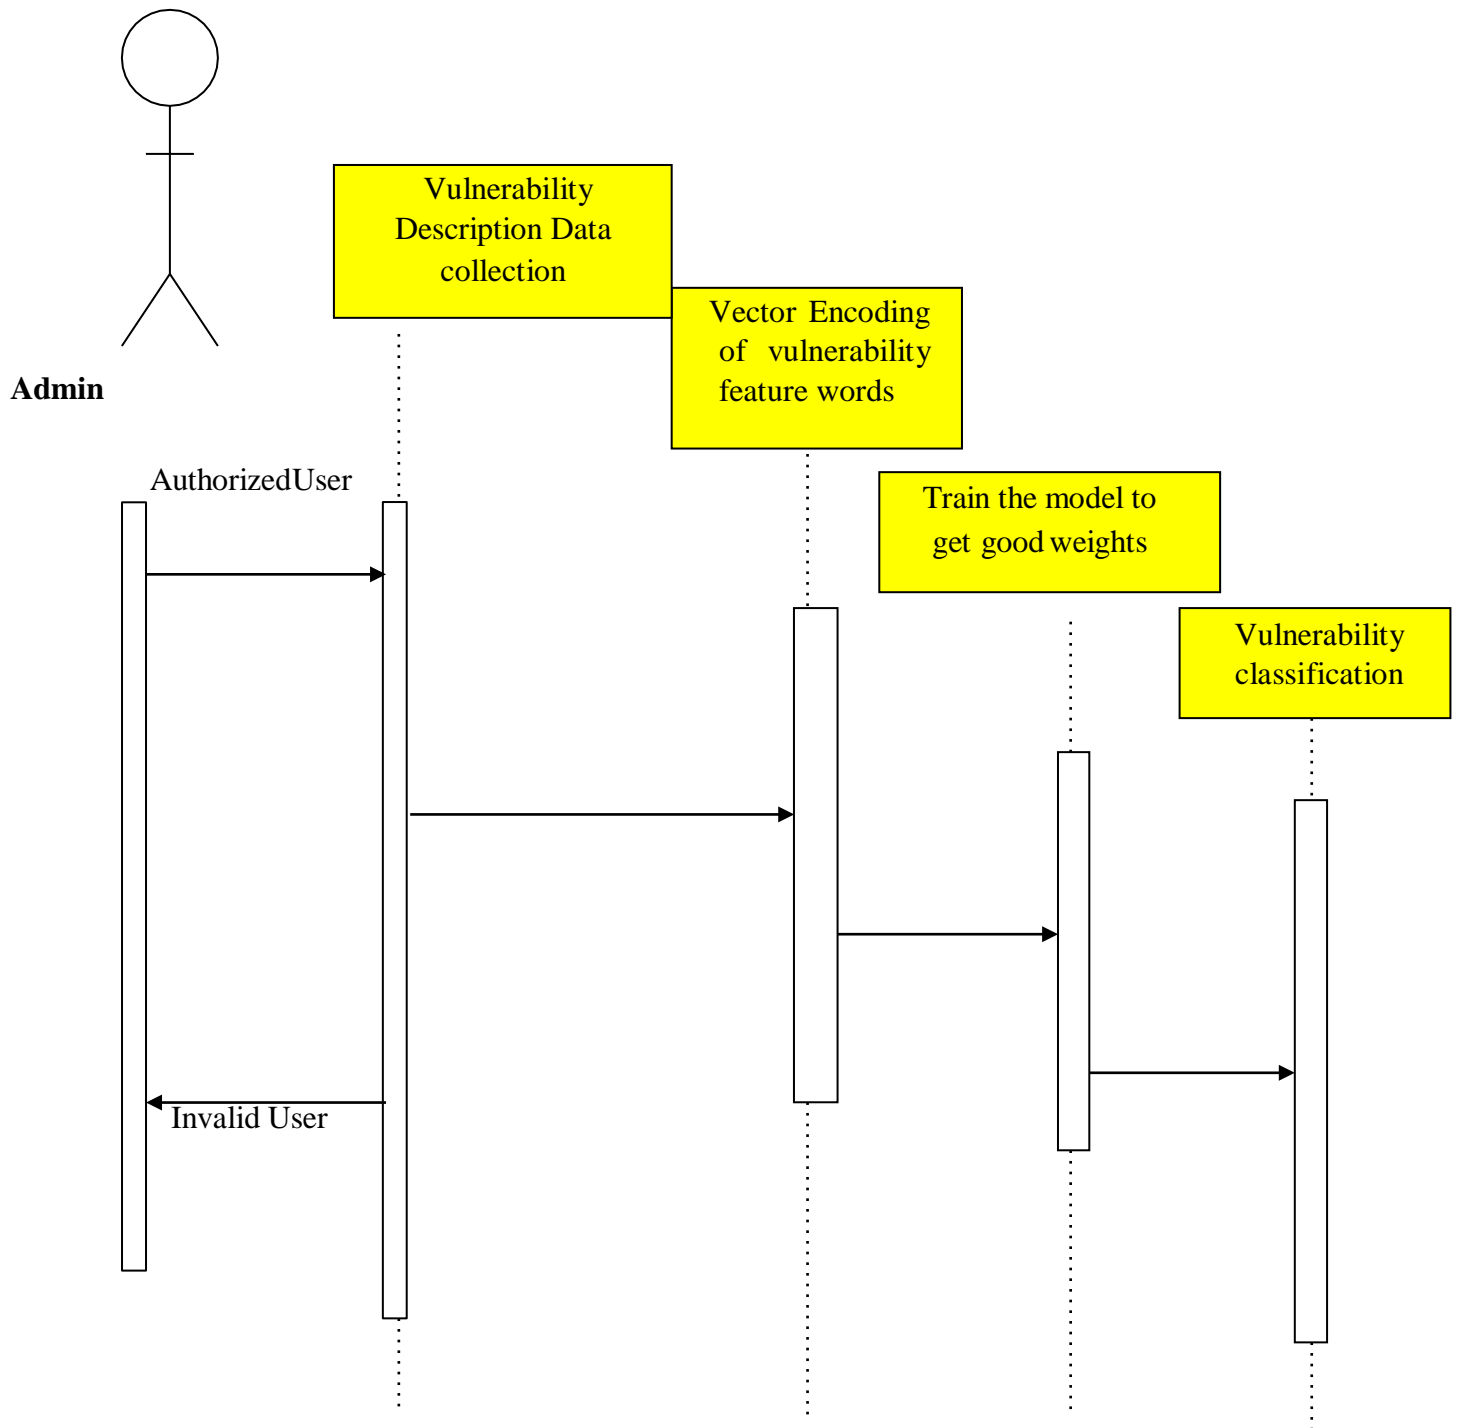 Vulnerability
Description Data
collection
Vector Encoding
of vulnerability
feature words
Admin
AuthorizedUser
Train the model to
get good weights
Vulnerability
classification
Invalid User